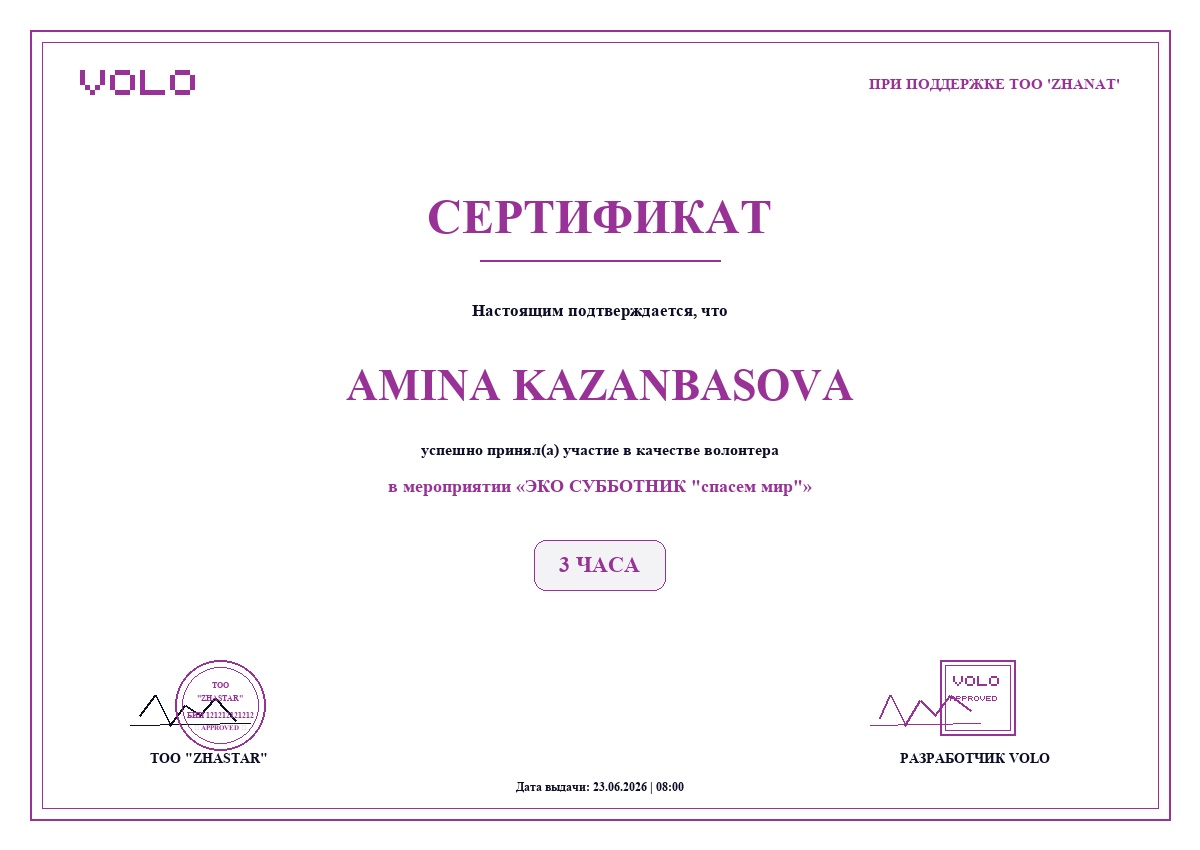 VOLO
ПРИ ПОДДЕРЖКЕ ТОО 'ZHANAT'
СЕРТИФИКАТ
Настоящим подтверждается, что
AMINA KAZANBASOVA
успешно принял(а) участие в качестве волонтера
в мероприятии «ЭКО СУББОТНИК "спасем мир"»
3 ЧАСА
ТОО
"ZHASTAR"
БИН 121212121212
APPROVED
ТОО "ZHASTAR"
VOLO
APPROVED
РАЗРАБОТЧИК VOLO
Дата выдачи: 23.06.2026 | 08:00